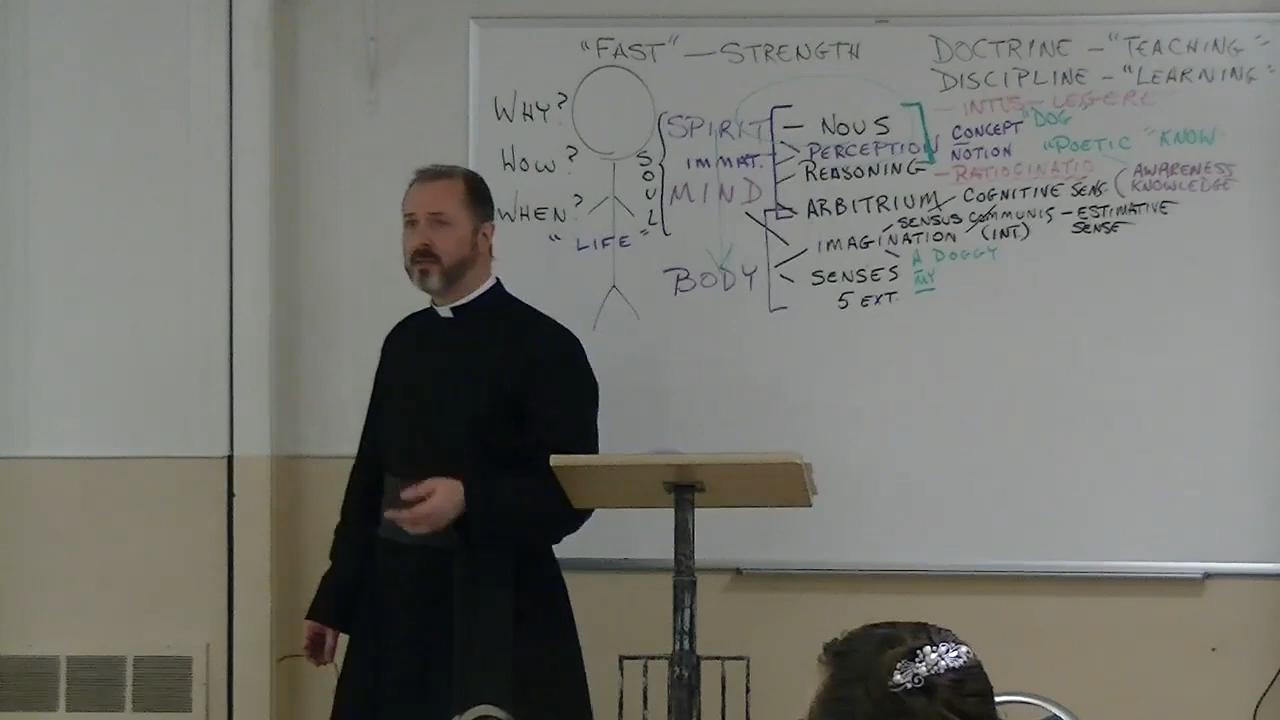 "FAST" — STRENGTH
DOCTRINE - "TEACHING"
DISCIPLINE - "LEARNING"
WHY?
HOW?
WHEN?
"LIFE"
SOUL
SPIRIT
IMMAT.
MIND
BODY
— NOUS
PERCEPTION
REASONING
ARBITRIUM
IMAGINATION
SENSES
5 EXT.
- INTUS - LEGERE
CONCEPT "DOG
NOTION
"POETIC "KNOW
- RATIOCINATIO
AWARENESS
KNOWLEDGE
COGNITIVE SENS.
SENSUS COMMUNIS - ESTIMATIVE
SENSE
(INT)
A DOGGY
MY